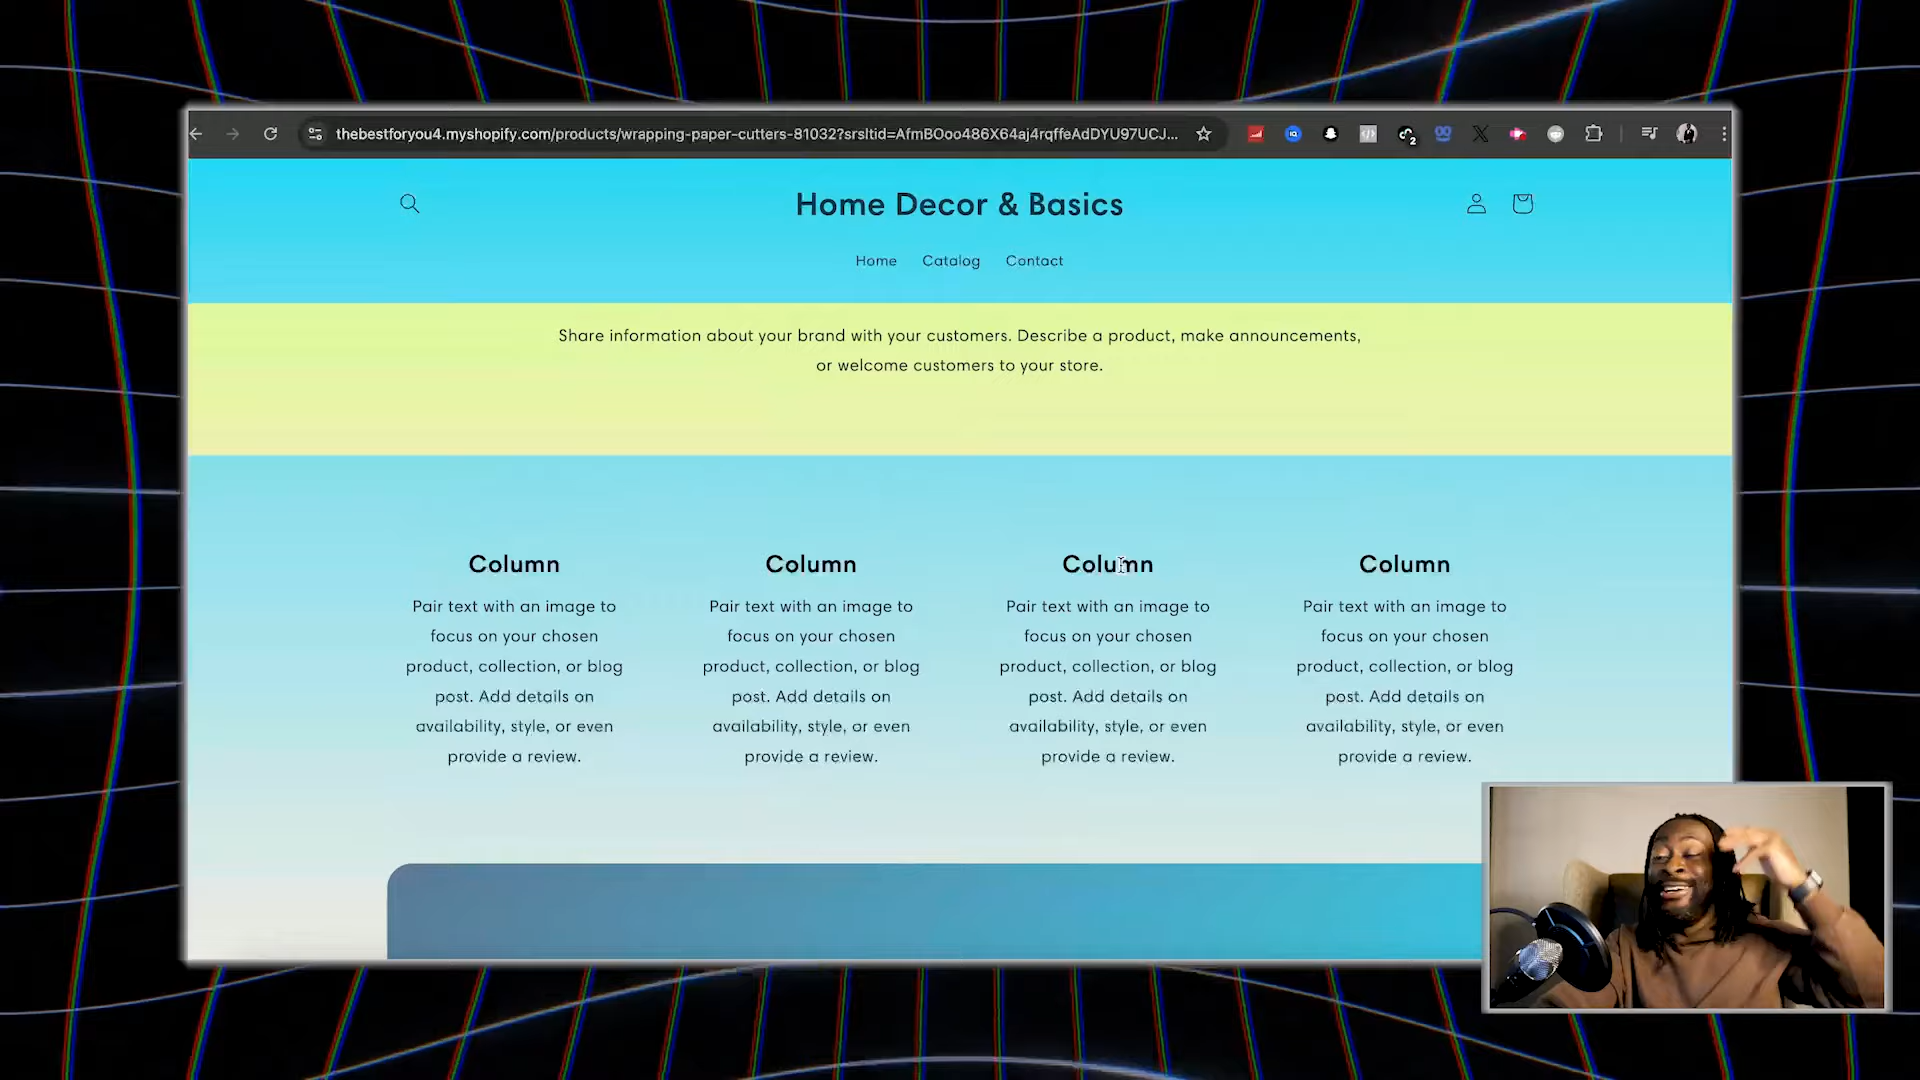 thebestforyou4.myshopify.com/products/wrapping-paper-cutters-81032?srsltid=AfmBOoo486X64aj4rqffeAdDYU97UCJ...
2
Home Decor & Basics
Home Catalog Contact
Share information about your brand with your customers. Describe a product, make announcements,
or welcome customers to your store.
Column
Pair text with an image to
focus on your chosen
product, collection, or blog
post. Add details on
availability, style, or even
provide a review.
Column
Pair text with an image to
focus on your chosen
product, collection, or blog
post. Add details on
availability, style, or even
provide a review.
Column
Pair text with an image to
focus on your chosen
product, collection, or blog
post. Add details on
availability, style, or even
provide a review.
Column
Pair text with an image to
focus on your chosen
product, collection, or blog
post. Add details on
availability, style, or even
provide a review.